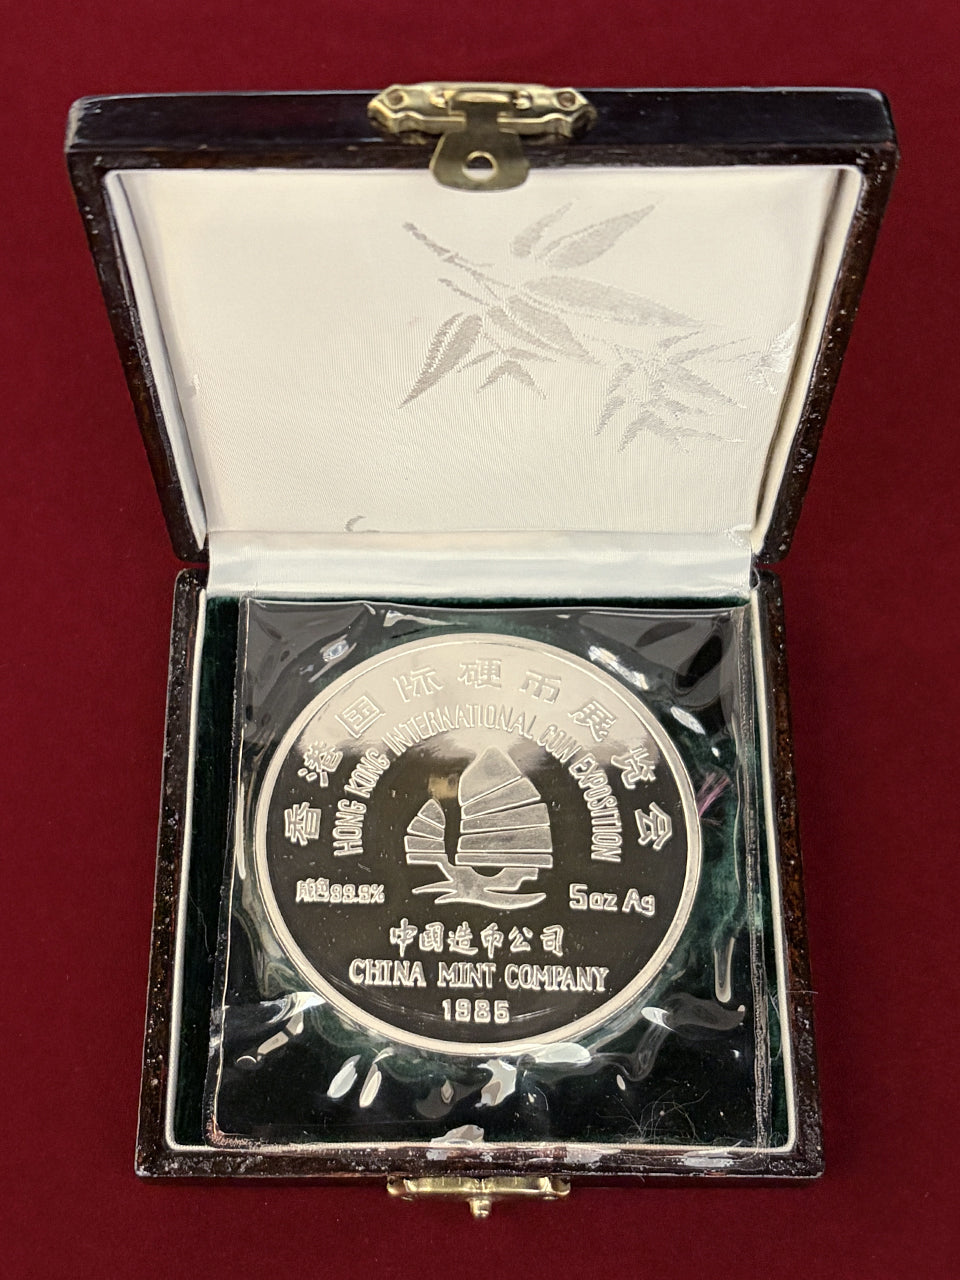 香港国际硬币展览会
HONG KONG INTERNATIONAL COIN EXPOSITION
成色99.9%
5oz Ag
中国造币公司
CHINA MINT COMPANY
1985